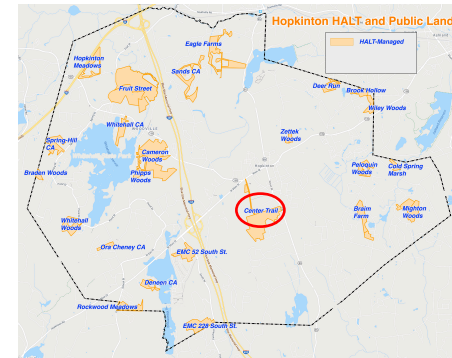 Hopkinton HALT and Public Land
HALT-Managed
Eagle Farms
Hopkinton
Meadows
Sands CA
Fruit Street
Deer Run
Brook Hollow
Wiley Woods
Whitehall CA
Zettek
Woods
Spring-Hill
CA
Cameron
Woods
Braden Woods
Phipps
Woods
Peloquin
Woods
Cold Spring
Marsh
Center Trail
Braim
Farm
Mighton
Woods
Whitehall
Woods
Ora Cheney CA
EMC 52 South St.
Deneen CA
Rockwood Meadows
EMC 228 South St.